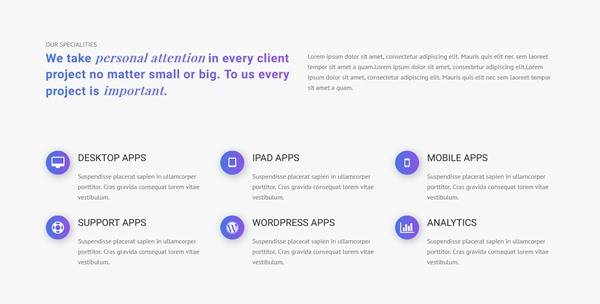 OUR SPECIALITIES
We take personal attention in every client
project no matter small or big. To us every
project is important.
Lorem ipsum dolor sit amet, consectetur adipiscing elit. Mauris quis elit nec sem laoreet
tempor sit amet a quam.Lorem ipsum dolor sit amet, consectetur adipiscing elit.Lorem
ipsum dolor sit amet, consectetur adipiscing elit. Mauris quis elit nec sem laoreet tempor
sit amet a quam.
DESKTOP APPS
Suspendisse placerat sapien in ullamcorper
porttitor. Cras gravida consequat lorem vitae
vestibulum.
IPAD APPS
Suspendisse placerat sapien in ullamcorper
porttitor. Cras gravida consequat lorem vitae
vestibulum.
MOBILE APPS
Suspendisse placerat sapien in ullamcorper
porttitor. Cras gravida consequat lorem vitae
vestibulum.
SUPPORT APPS
Suspendisse placerat sapien in ullamcorper
porttitor. Cras gravida consequat lorem vitae
vestibulum.
WORDPRESS APPS
Suspendisse placerat sapien in ullamcorper
porttitor. Cras gravida consequat lorem vitae
vestibulum.
ANALYTICS
Suspendisse placerat sapien in ullamcorper
porttitor. Cras gravida consequat lorem vitae
vestibulum.